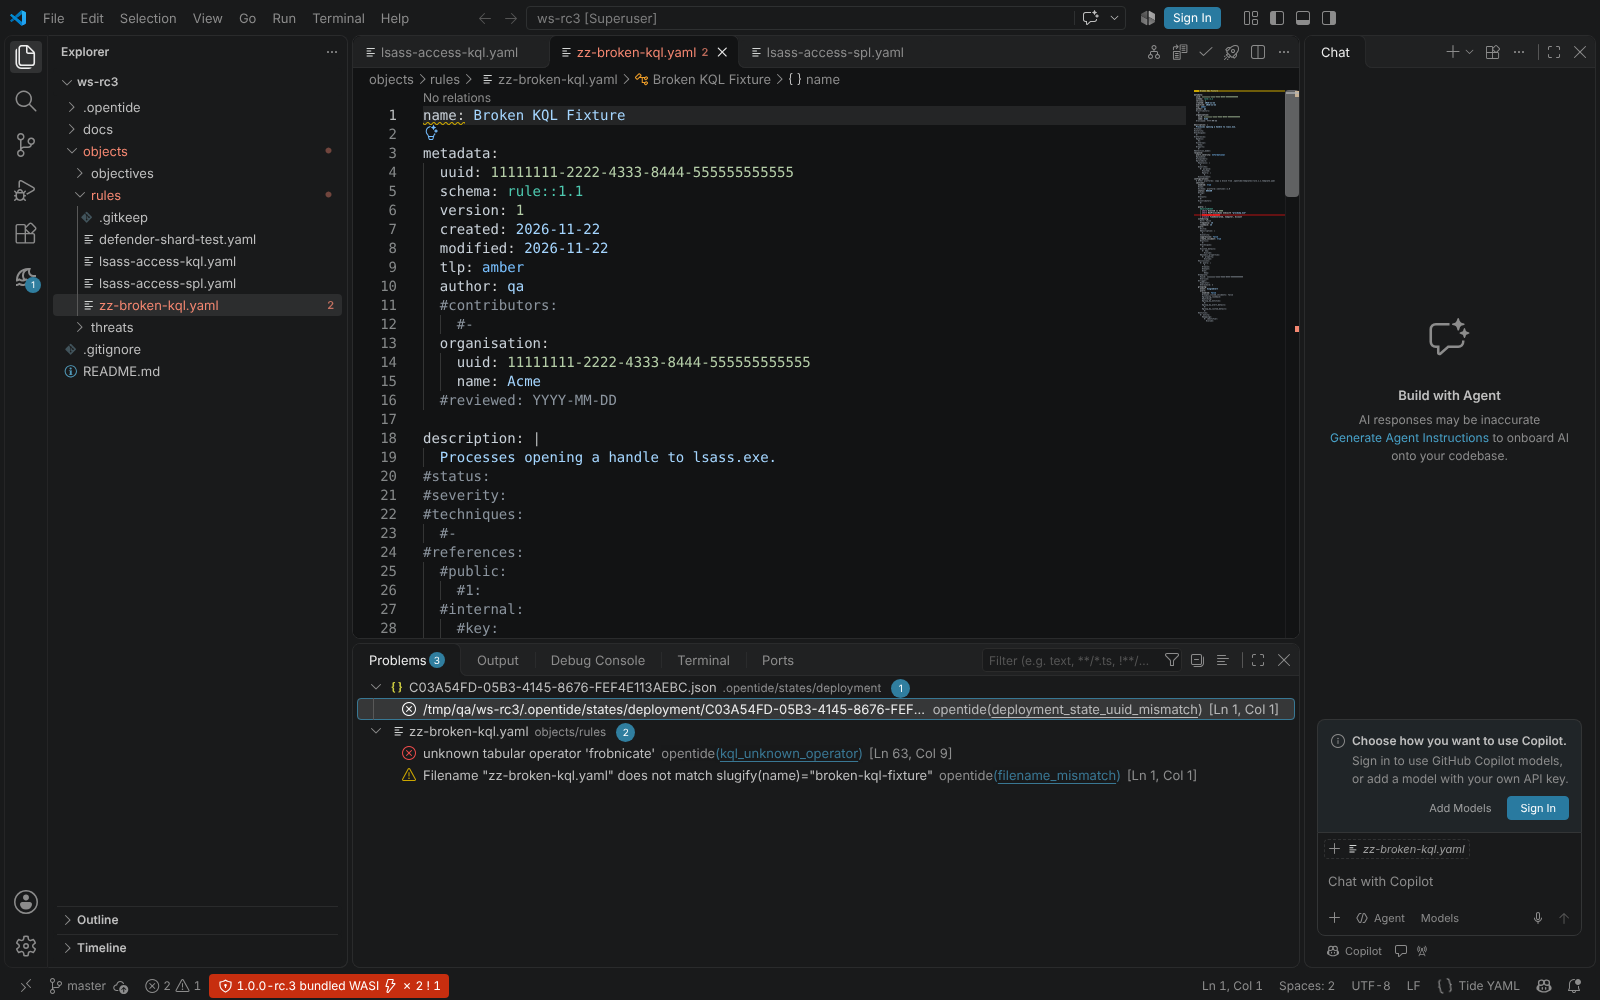 File Edit Selection View Go Run Terminal Help
ws-rc3 [Superuser]
Sign In
Explorer
ws-rc3
.opentide
docs
objects
objectives
rules
.gitkeep
defender-shard-test.yaml
lsass-access-kql.yaml
lsass-access-spl.yaml
zz-broken-kql.yaml 2
threats
.gitignore
README.md
Outline
Timeline
1
lsass-access-kql.yaml
zz-broken-kql.yaml 2
lsass-access-spl.yaml
objects > rules > zz-broken-kql.yaml > Broken KQL Fixture > {} name
No relations
1 name: Broken KQL Fixture
2
3 metadata:
4 uuid: 11111111-2222-4333-8444-555555555555
5 schema: rule::1.1
6 version: 1
7 created: 2026-11-22
8 modified: 2026-11-22
9 tlp: amber
10 author: qa
11 #contributors:
12 #-
13 organisation:
14 uuid: 11111111-2222-4333-8444-555555555555
15 name: Acme
16 #reviewed: YYYY-MM-DD
17
18 description: |
19 Processes opening a handle to lsass.exe.
20 #status:
21 #severity:
22 #techniques:
23 #-
24 #references:
25 #public:
26 #1:
27 #internal:
28 #key:
Problems 3 Output Debug Console Terminal Ports
Filter (e.g. text, **/*.ts, !**/...
{} C03A54FD-05B3-4145-8676-FEF4E113AEBC.json .opentide/states/deployment 1
/tmp/qa/ws-rc3/.opentide/states/deployment/C03A54FD-05B3-4145-8676-FEF... opentide(deployment_state_uuid_mismatch) [Ln 1, Col 1]
zz-broken-kql.yaml objects/rules 2
unknown tabular operator 'frobnicate' opentide(kql_unknown_operator) [Ln 63, Col 9]
Filename "zz-broken-kql.yaml" does not match slugify(name)="broken-kql-fixture" opentide(filename_mismatch) [Ln 1, Col 1]
Chat
Build with Agent
AI responses may be inaccurate
Generate Agent Instructions to onboard AI
onto your codebase.
Choose how you want to use Copilot.
Sign in to use GitHub Copilot models,
or add a model with your own API key.
Add Models Sign In
zz-broken-kql.yaml
Chat with Copilot
Agent Models
Copilot
master 2 1 1.0.0-rc.3 bundled WASI × 2 ! 1
Ln 1, Col 1 Spaces: 2 UTF-8 LF {} Tide YAML